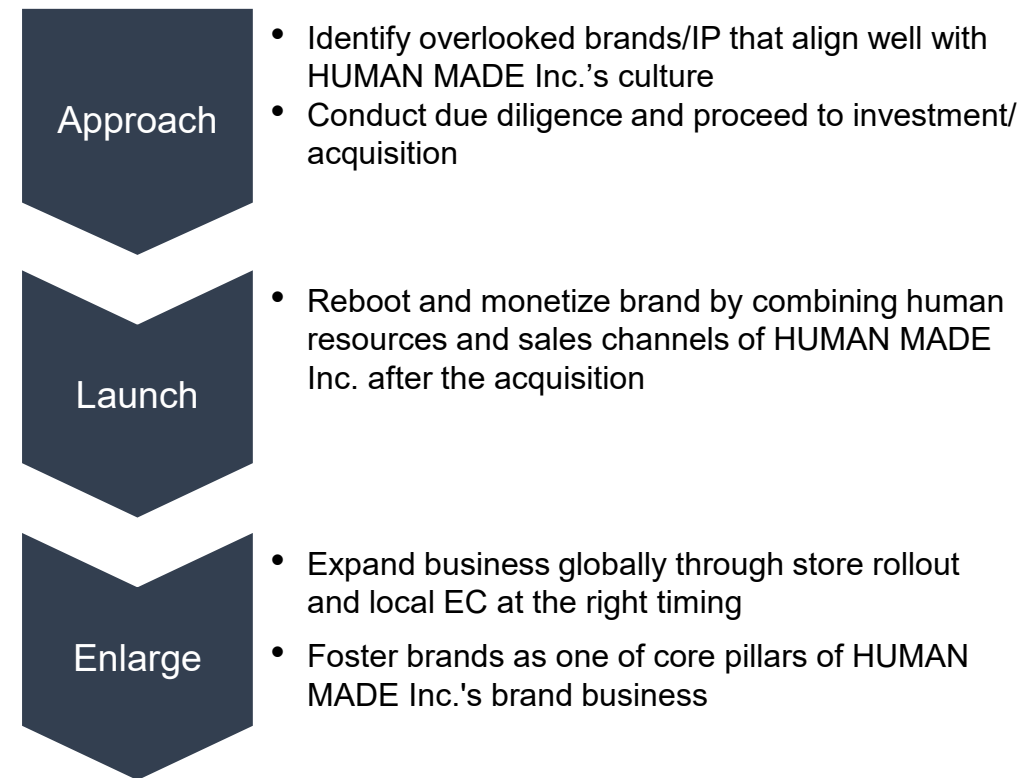 Approach
• Identify overlooked brands/IP that align well with
HUMAN MADE Inc.’s culture
• Conduct due diligence and proceed to investment/
acquisition
Launch
• Reboot and monetize brand by combining human
resources and sales channels of HUMAN MADE
Inc. after the acquisition
Enlarge
• Expand business globally through store rollout
and local EC at the right timing
• Foster brands as one of core pillars of HUMAN
MADE Inc.'s brand business